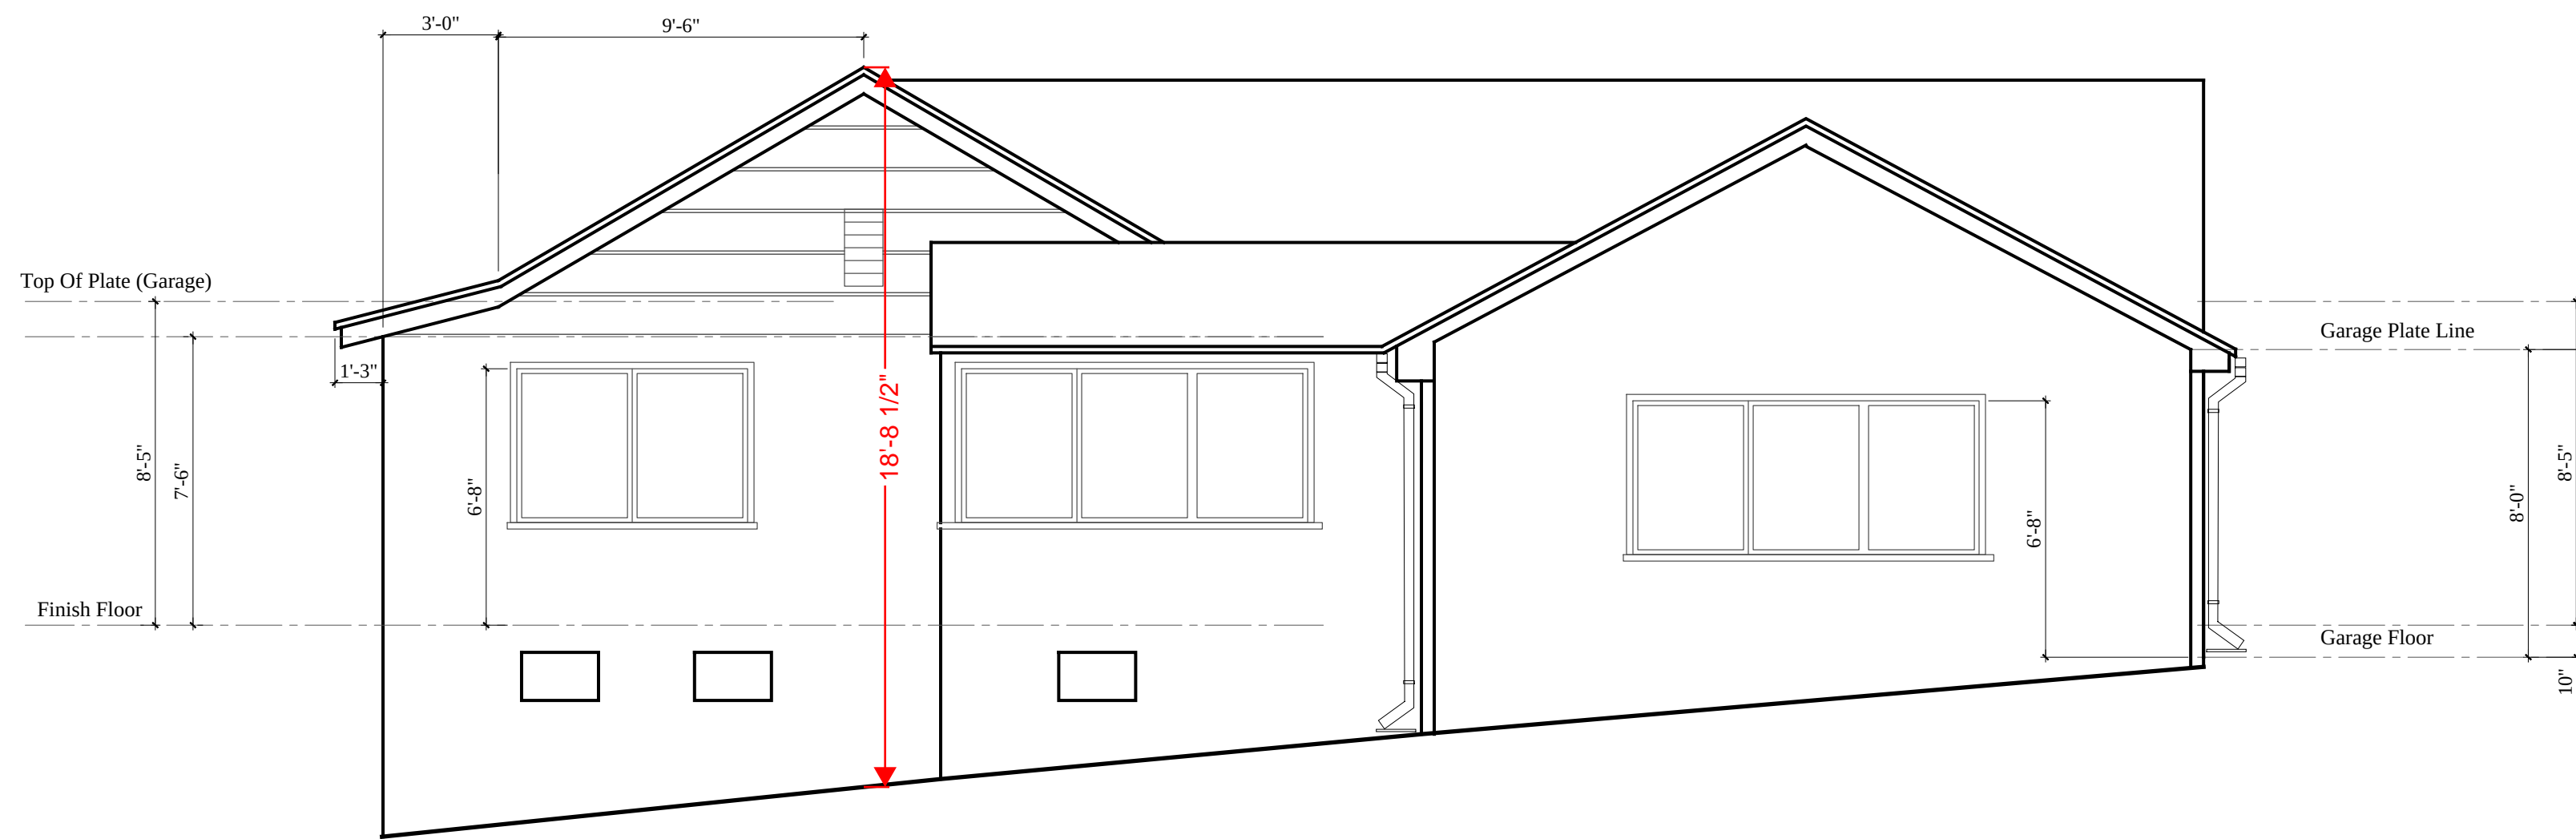 3'-0"
9'-6"
Top Of Plate (Garage)
Garage Plate Line
1'-3"
18'-8 1/2"
8'-5"
7'-6"
6'-8"
8'-5"
8'-0"
6'-8"
Finish Floor
Garage Floor
10"